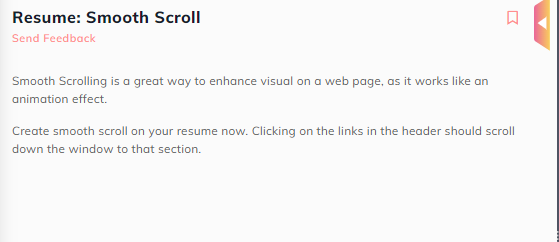 Resume: Smooth Scroll
Send Feedback
Smooth Scrolling is a great way to enhance visual on a web page, as it works like an
animation effect.
Create smooth scroll on your resume now. Clicking on the links in the header should scroll
down the window to that section.